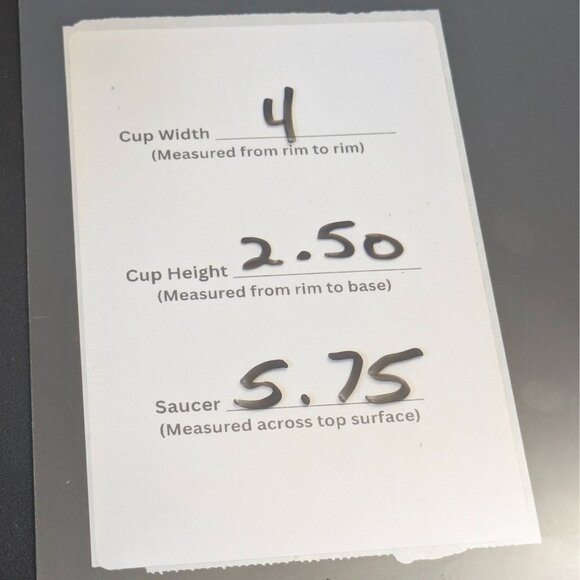 Cup Width 4
(Measured from rim to rim)
Cup Height 2.50
(Measured from rim to base)
Saucer 5.75
(Measured across top surface)